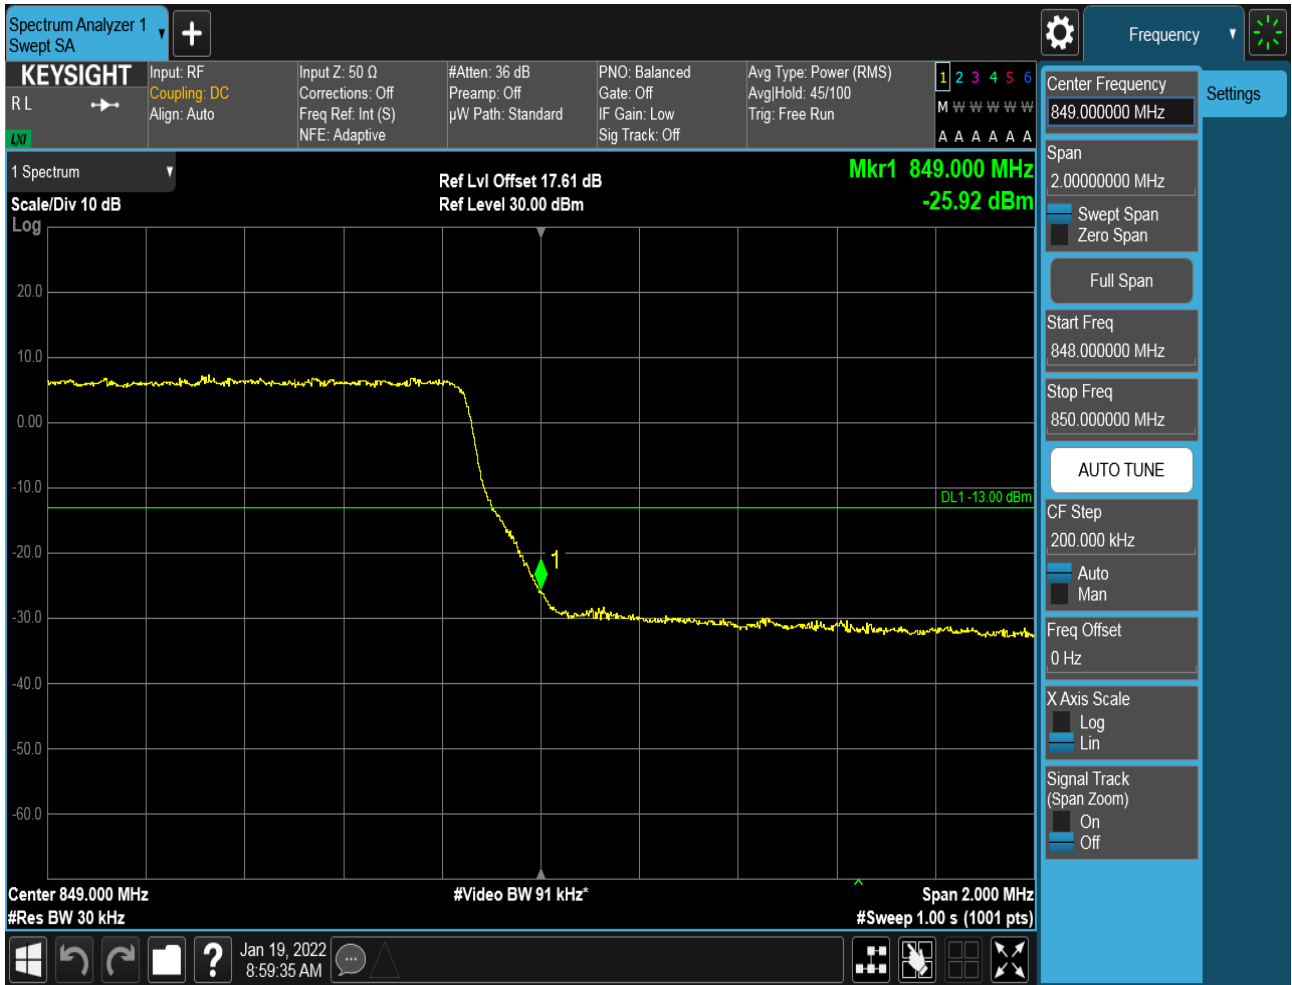 Spectrum Analyzer 1
Swept SA
Frequency
KEYSIGHT
R L
LXI
Input: RF
Coupling: DC
Align: Auto
Input Z: 50 Ω
Corrections: Off
Freq Ref: Int (S)
NFE: Adaptive
#Atten: 36 dB
Preamp: Off
µW Path: Standard
PNO: Balanced
Gate: Off
IF Gain: Low
Sig Track: Off
Avg Type: Power (RMS)
Avg|Hold: 45/100
Trig: Free Run
1 2 3 4 5 6
M W W W W W
A A A A A A
1 Spectrum
Scale/Div 10 dB
Log
Ref Lvl Offset 17.61 dB
Ref Level 30.00 dBm
Mkr1 849.000 MHz
-25.92 dBm
20.0
10.0
0.00
-10.0
-20.0
-30.0
-40.0
-50.0
-60.0
DL1 -13.00 dBm
1
Center 849.000 MHz
#Res BW 30 kHz
#Video BW 91 kHz*
Span 2.000 MHz
#Sweep 1.00 s (1001 pts)
Center Frequency
849.000000 MHz
Settings
Span
2.00000000 MHz
Swept Span
Zero Span
Full Span
Start Freq
848.000000 MHz
Stop Freq
850.000000 MHz
AUTO TUNE
CF Step
200.000 kHz
Auto
Man
Freq Offset
0 Hz
X Axis Scale
Log
Lin
Signal Track
(Span Zoom)
On
Off
?
Jan 19, 2022
8:59:35 AM